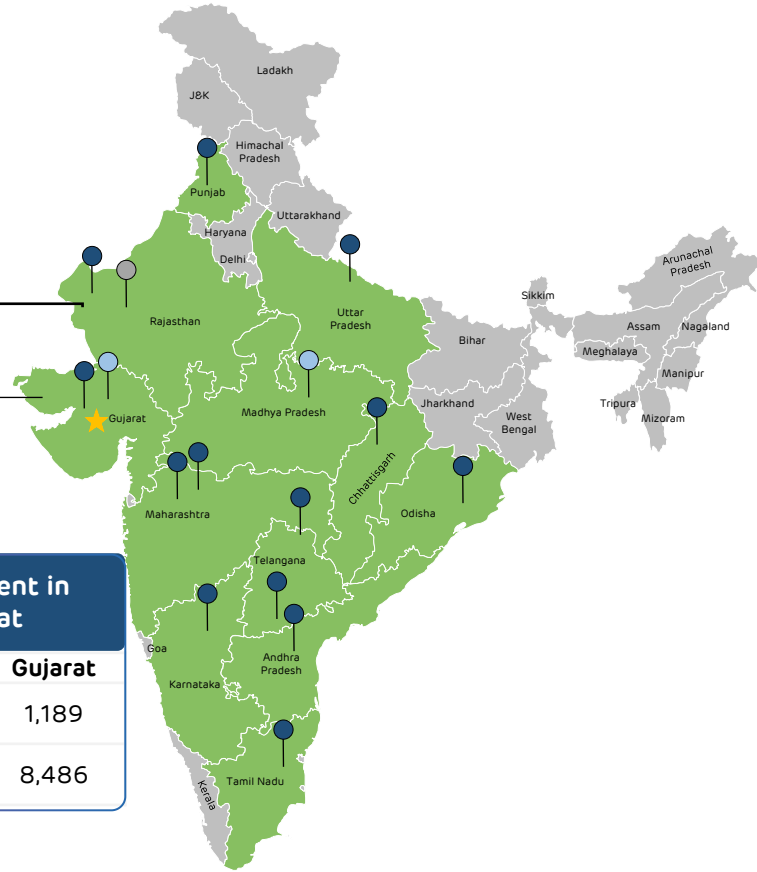 Ladakh
J&K
Himachal
Pradesh
Punjab
Uttarakhand
Haryana
Delhi
Arunachal
Pradesh
Sikkim
Rajasthan
Uttar
Pradesh
Assam
Nagaland
Bihar
Meghalaya
Manipur
Jharkhand
Tripura
Mizoram
West
Bengal
Gujarat
Madhya Pradesh
Chhattisgarh
Odisha
Maharashtra
Telangana
ent in
at
Goa
Andhra
Pradesh
Karnataka
Gujarat
1,189
8,486
Tamil Nadu
Kerala